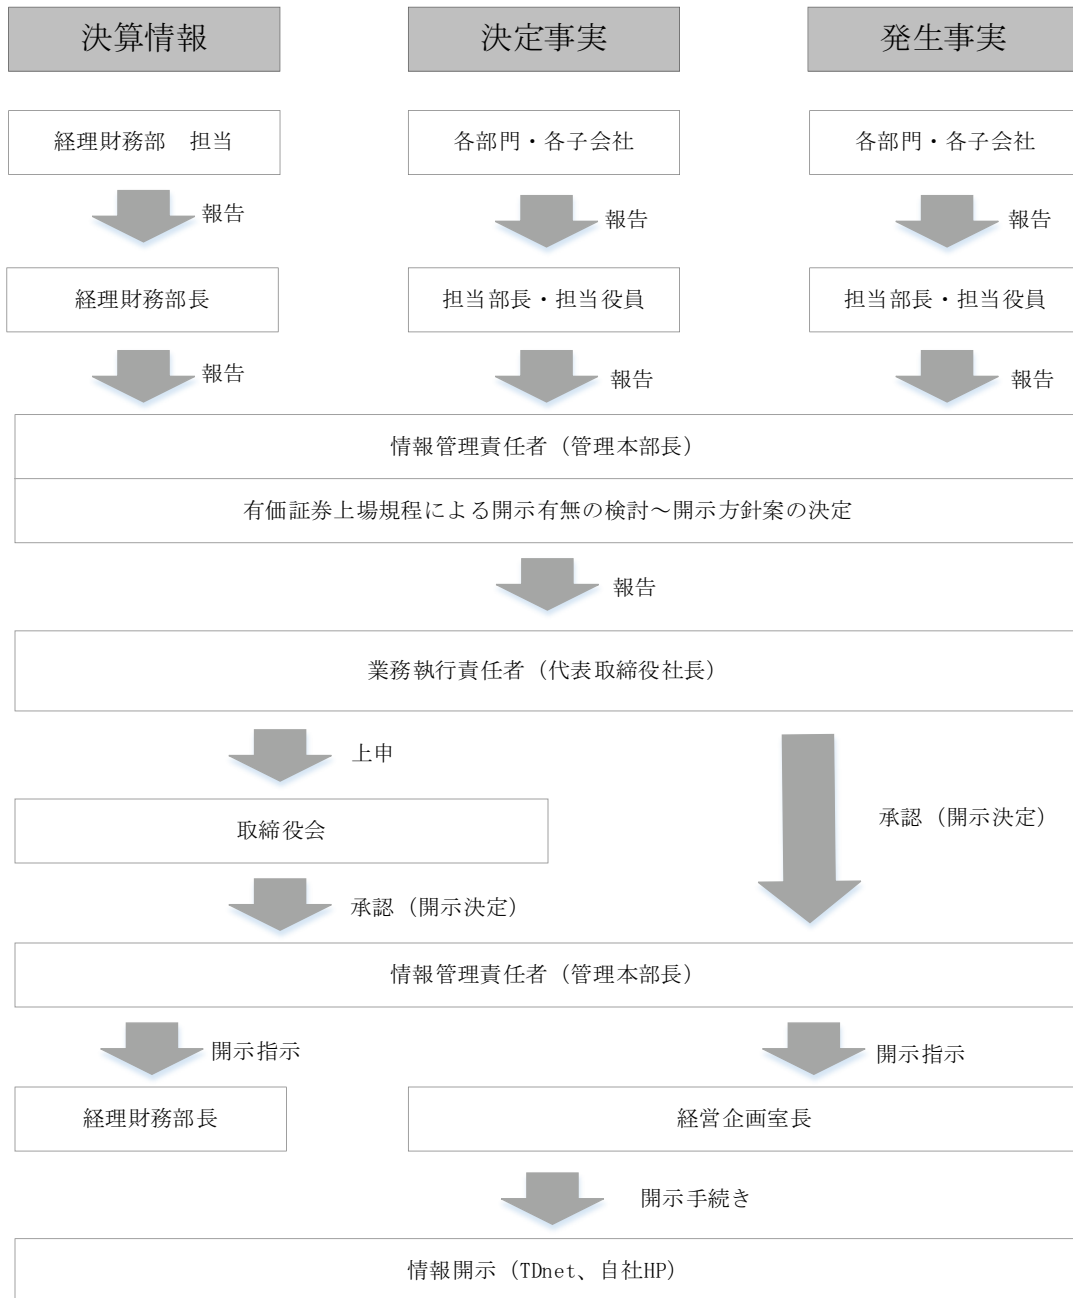 決算情報
決定事実
発生事実
経理財務部　担当
各部門・各子会社
各部門・各子会社
報告
報告
報告
経理財務部長
担当部長・担当役員
担当部長・担当役員
報告
報告
報告
情報管理責任者（管理本部長）
有価証券上場規程による開示有無の検討～開示方針案の決定
報告
業務執行責任者（代表取締役社長）
上申
取締役会
承認（開示決定）
承認（開示決定）
情報管理責任者（管理本部長）
開示指示
開示指示
経理財務部長
経営企画室長
開示手続き
情報開示（TDnet、自社HP）